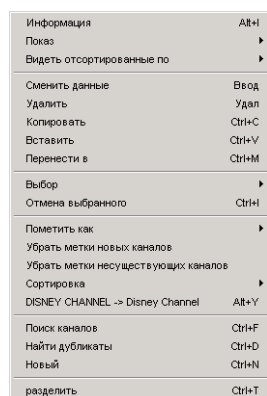 Информация Alt+I
Показ
Видеть отсортированные по
Сменить данные Ввод
Удалить Удал
Копировать Ctrl+C
Вставить Ctrl+V
Перенести в Ctrl+M
Выбор
Отмена выбранного Ctrl+I
Пометить как
Убрать метки новых каналов
Убрать метки несуществующих каналов
Сортировка
DISNEY CHANNEL -> Disney Channel Alt+Y
Поиск каналов Ctrl+F
Найти дубликаты Ctrl+D
Новый Ctrl+N
разделить Ctrl+T